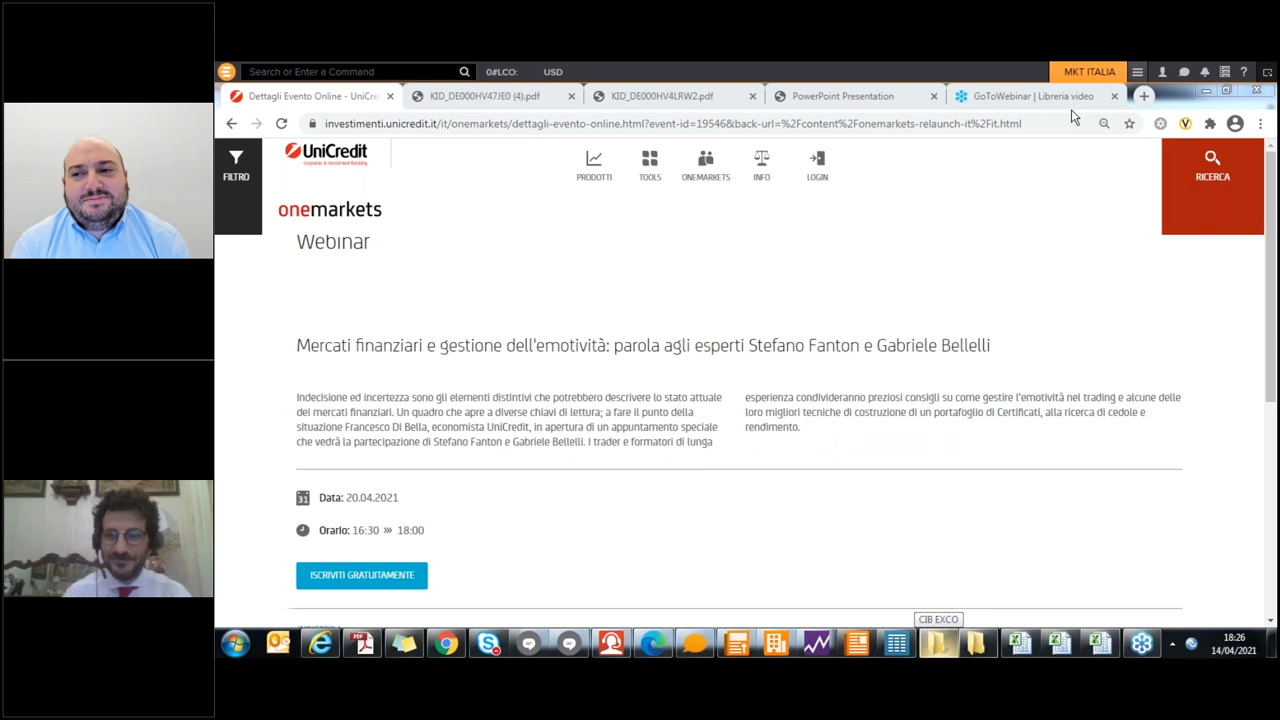 Search or Enter a Command
0#LCO:
USD
MKT ITALIA
Dettagli Evento Online - UniCre
KID_DE000HV47JE0 (4).pdf
KID_DE000HV4LRW2.pdf
PowerPoint Presentation
GoToWebinar | Libreria video
investimenti.unicredit.it/it/onemarkets/dettagli-evento-online.html?event-id=19546&back-url=%2Fcontent%2Fonemarkets-relaunch-it%2Fit.html
FILTRO
UniCredit
PRODOTTI
TOOLS
ONEMARKETS
INFO
LOGIN
RICERCA
onemarkets
Webinar
Mercati finanziari e gestione dell'emotività: parola agli esperti Stefano Fanton e Gabriele Bellelli
Indecisione ed incertezza sono gli elementi distintivi che potrebbero descrivere lo stato attuale
dei mercati finanziari. Un quadro che apre a diverse chiavi di lettura; a fare il punto della
situazione Francesco Di Bella, economista UniCredit, in apertura di un appuntamento speciale
che vedrà la partecipazione di Stefano Fanton e Gabriele Bellelli. I trader e formatori di lunga
esperienza condivideranno preziosi consigli su come gestire l'emotività nel trading e alcune delle
loro migliori tecniche di costruzione di un portafoglio di Certificati, alla ricerca di cedole e
rendimento.
31
Data: 20.04.2021
Orario: 16:30 »» 18:00
ISCRIVITI GRATUITAMENTE
CIB EXCO
18:26
14/04/2021